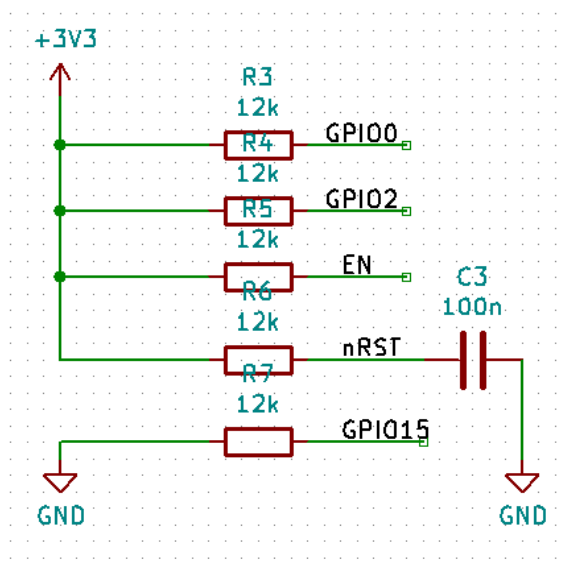 +3V3
R3
12k
GPIO0
R4
12k
GPIO2
R5
12k
EN
C3
100n
R6
12k
nRST
R7
12k
GPIO15
GND
GND